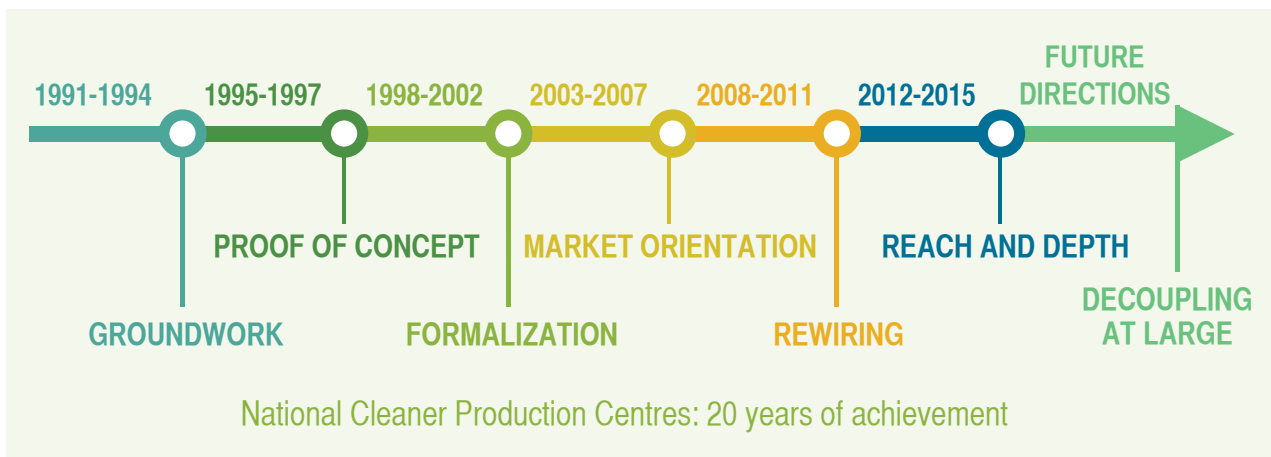 1991-1994
1995-1997
1998-2002
2003-2007
2008-2011
2012-2015
FUTURE
DIRECTIONS
PROOF OF CONCEPT
MARKET ORIENTATION
REACH AND DEPTH
GROUNDWORK
FORMALIZATION
REWIRING
DECOUPLING
AT LARGE
National Cleaner Production Centres: 20 years of achievement